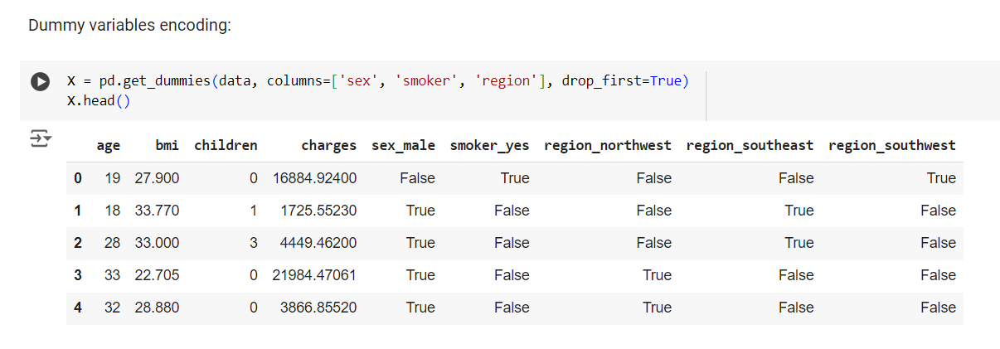 Dummy variables encoding:
X = pd.get_dummies(data, columns=['sex', 'smoker', 'region'], drop_first=True)
X.head()
age bmi children charges sex_male smoker_yes region_northwest region_southeast region_southwest
0 19 27.900 0 16884.92400 False True False False True
1 18 33.770 1 1725.55230 True False False True False
2 28 33.000 3 4449.46200 True False False True False
3 33 22.705 0 21984.47061 True False True False False
4 32 28.880 0 3866.85520 True False True False False